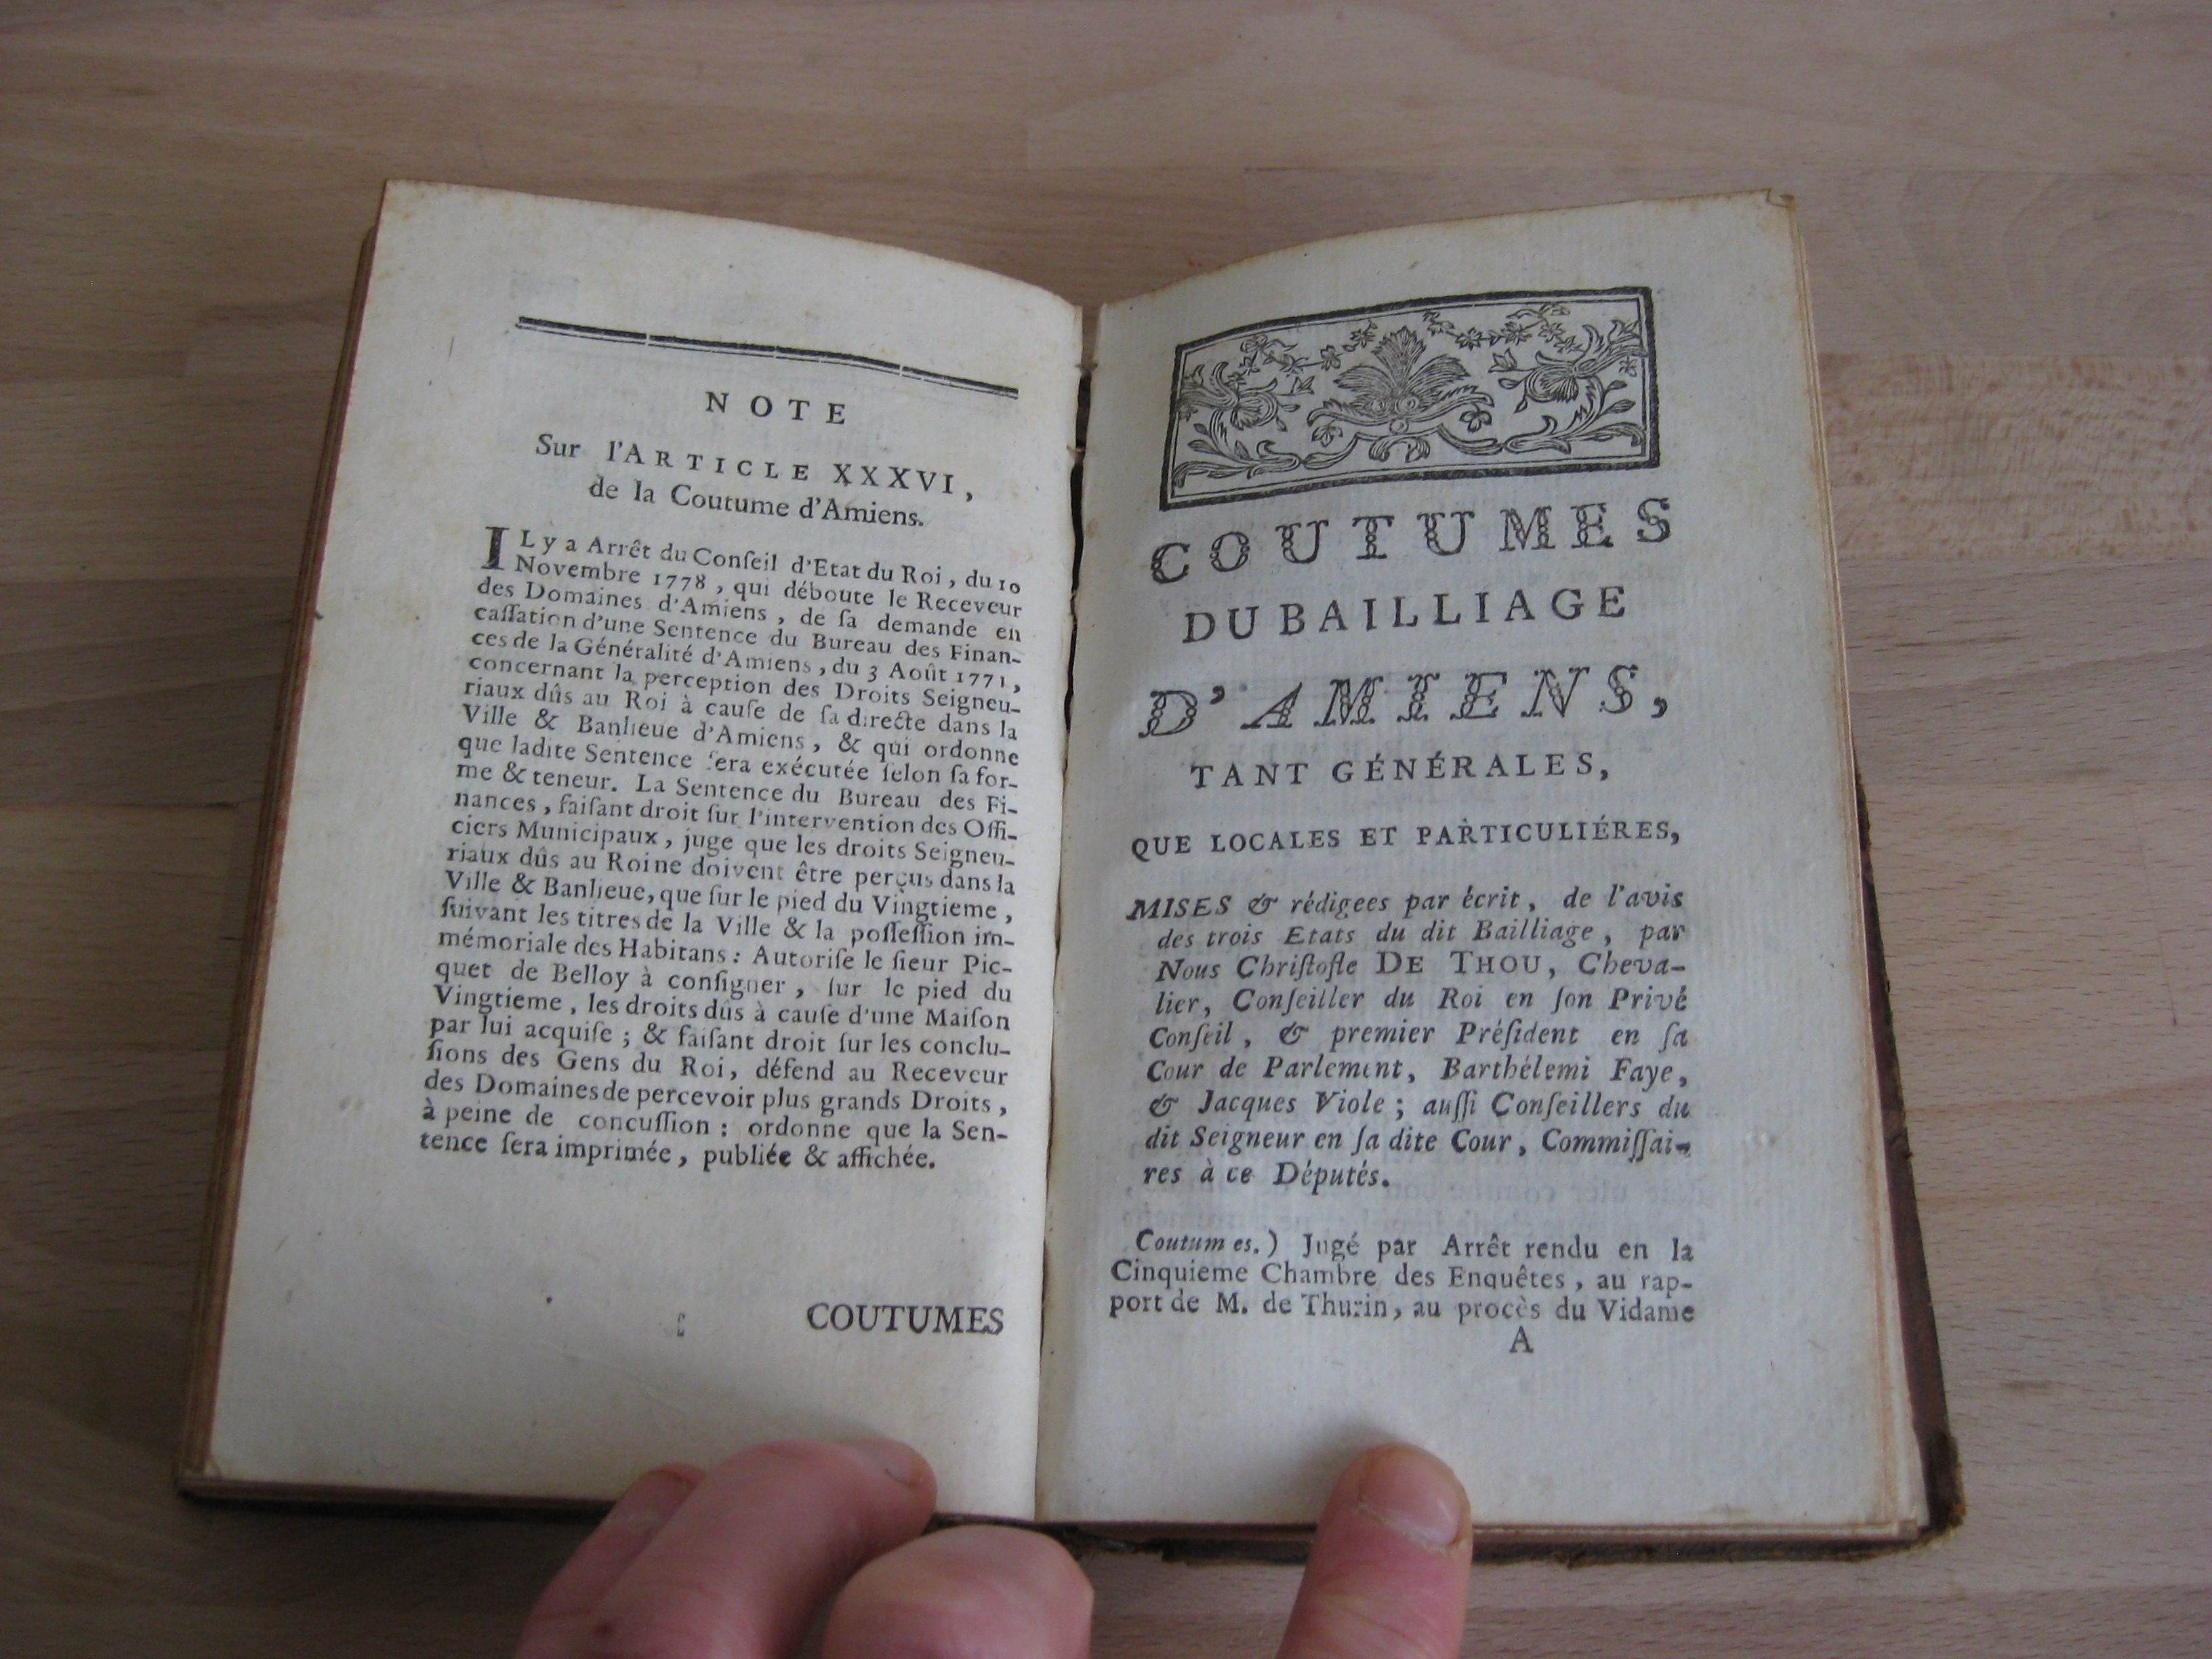 NOTE
Sur l'ARTICLE XXXVI,
de la Coutume d'Amiens.
IL y a Arrêt du Conſeil d'Etat du Roi, du 10
Novembre 1778, qui déboute le Receveur
des Domaines d'Amiens, de ſa demande en
caſſation d'une Sentence du Bureau des Finan-
ces de la Généralité d'Amiens, du 3 Août 1771,
concernant la perception des Droits Seigneu-
riaux dûs au Roi à cauſe de ſa directe dans la
Ville & Banlieue d'Amiens, & qui ordonne
que ladite Sentence ſera exécutée ſelon ſa for-
me & teneur. La Sentence du Bureau des Fi-
nances, faiſant droit ſur l'intervention des Offi-
ciers Municipaux, juge que les droits Seigneu-
riaux dûs au Roi ne doivent être perçus dans la
Ville & Banlieue, que ſur le pied du Vingtieme,
ſuivant les titres de la Ville & la poſſeſſion im-
mémoriale des Habitans : Autoriſe le ſieur Pic-
quet de Belloy à conſigner, ſur le pied du
Vingtieme, les droits dûs à cauſe d'une Maiſon
par lui acquiſe ; & faiſant droit ſur les conclu-
ſions des Gens du Roi, défend au Receveur
des Domaines de percevoir plus grands Droits,
à peine de concuſſion : ordonne que la Sen-
tence ſera imprimée, publiée & affichée.
COUTUMES
COUTUMES
DU BAILLIAGE
D'AMIENS,
TANT GÉNÉRALES,
QUE LOCALES ET PARTICULIÉRES,
MISES & rédigees par écrit, de l'avis
des trois Etats du dit Bailliage, par
Nous Chriſtofle DE THOU, Cheva-
lier, Conſeiller du Roi en ſon Privé
Conſeil, & premier Préſident en ſa
Cour de Parlement, Barthélemi Faye,
& Jacques Viole ; auſſi Conſeillers du
dit Seigneur en ſa dite Cour, Commiſſai-
res à ce Députés.
Coutumes.) Jugé par Arrêt rendu en la
Cinquieme Chambre des Enquêtes, au rap-
port de M. de Thurin, au procès du Vidame
A